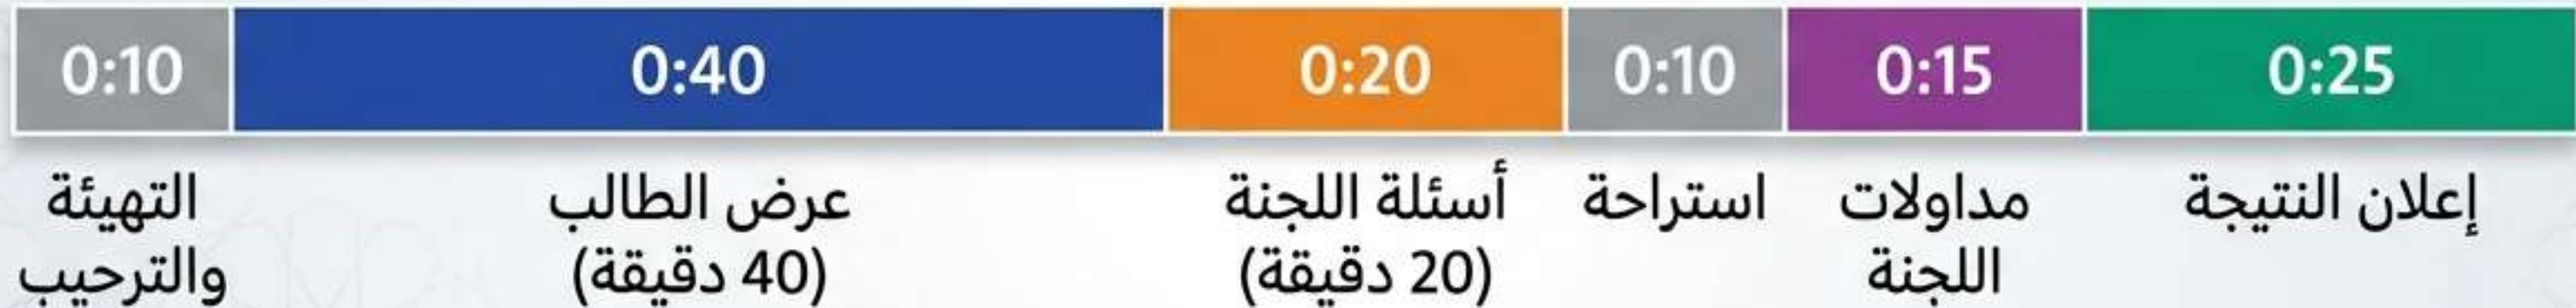 0:10
0:40
0:20
0:10
0:15
0:25
التهيئة
والترحيب
عرض الطالب
(40 دقيقة)
أسئلة اللجنة
(20 دقيقة)
استراحة
مداولات
اللجنة
إعلان النتيجة